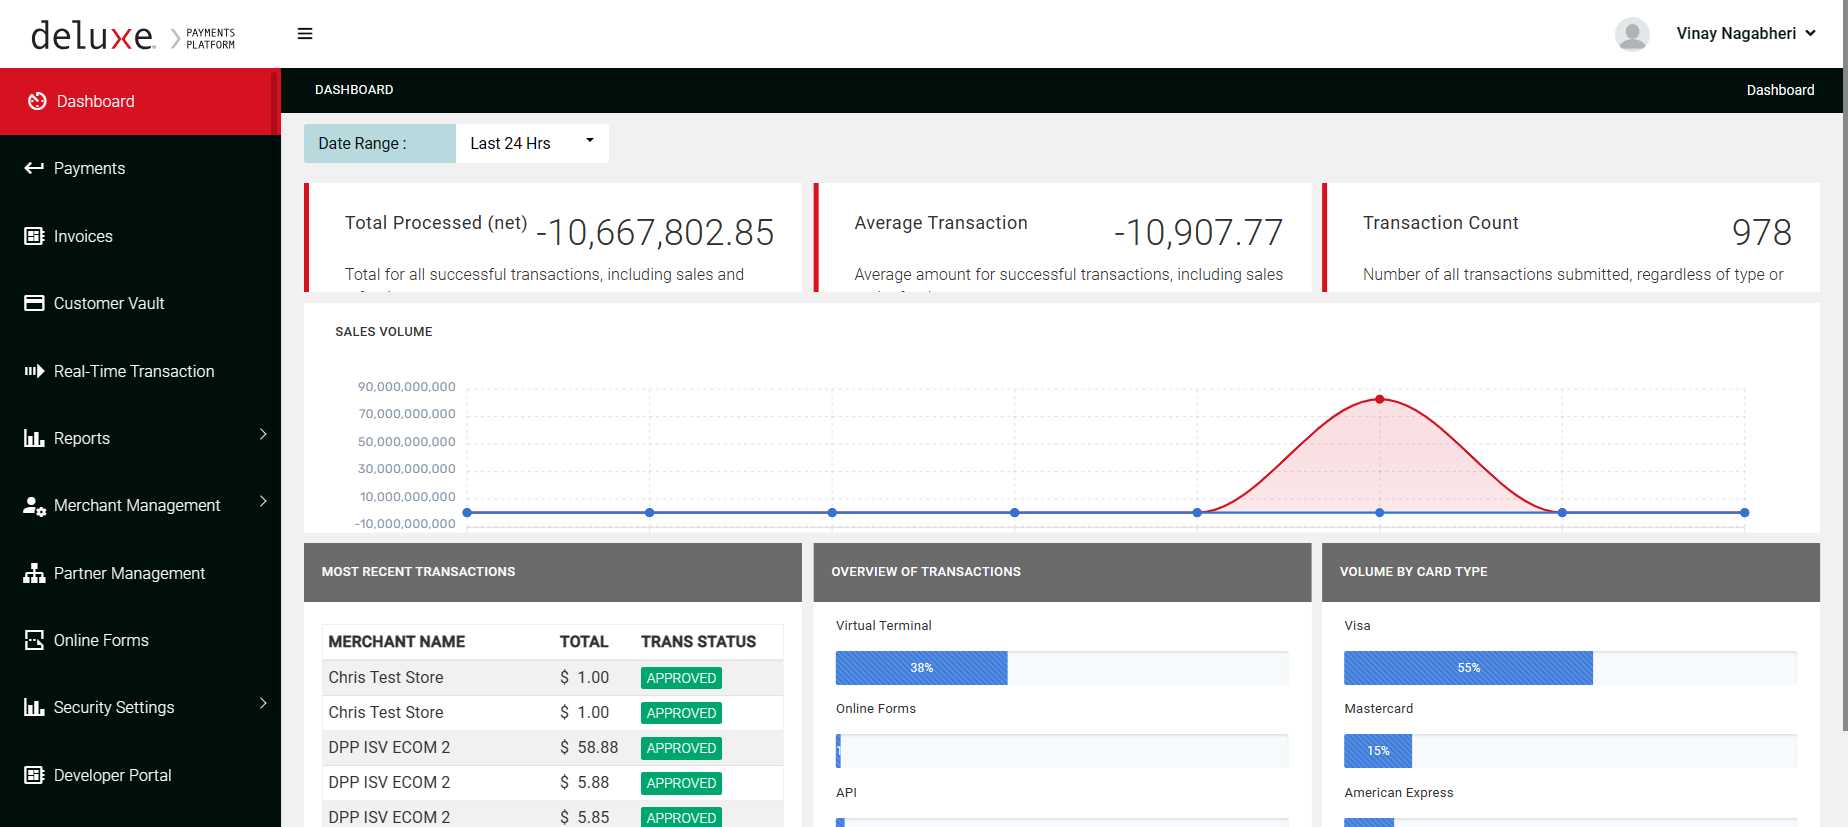 deluxe. PAYMENTS PLATFORM
Vinay Nagabheri
Dashboard
Payments
Invoices
Customer Vault
Real-Time Transaction
Reports
Merchant Management
Partner Management
Online Forms
Security Settings
Developer Portal
DASHBOARD
Dashboard
Date Range :
Last 24 Hrs
Total Processed (net)
-10,667,802.85
Total for all successful transactions, including sales and
Average Transaction
-10,907.77
Average amount for successful transactions, including sales
Transaction Count
978
Number of all transactions submitted, regardless of type or
SALES VOLUME
90,000,000,000
70,000,000,000
50,000,000,000
30,000,000,000
10,000,000,000
-10,000,000,000
MOST RECENT TRANSACTIONS
MERCHANT NAME TOTAL TRANS STATUS
Chris Test Store $ 1.00 APPROVED
Chris Test Store $ 1.00 APPROVED
DPP ISV ECOM 2 $ 58.88 APPROVED
DPP ISV ECOM 2 $ 5.88 APPROVED
DPP ISV ECOM 2 $ 5.85 APPROVED
OVERVIEW OF TRANSACTIONS
Virtual Terminal
38%
Online Forms
API
VOLUME BY CARD TYPE
Visa
55%
Mastercard
15%
American Express